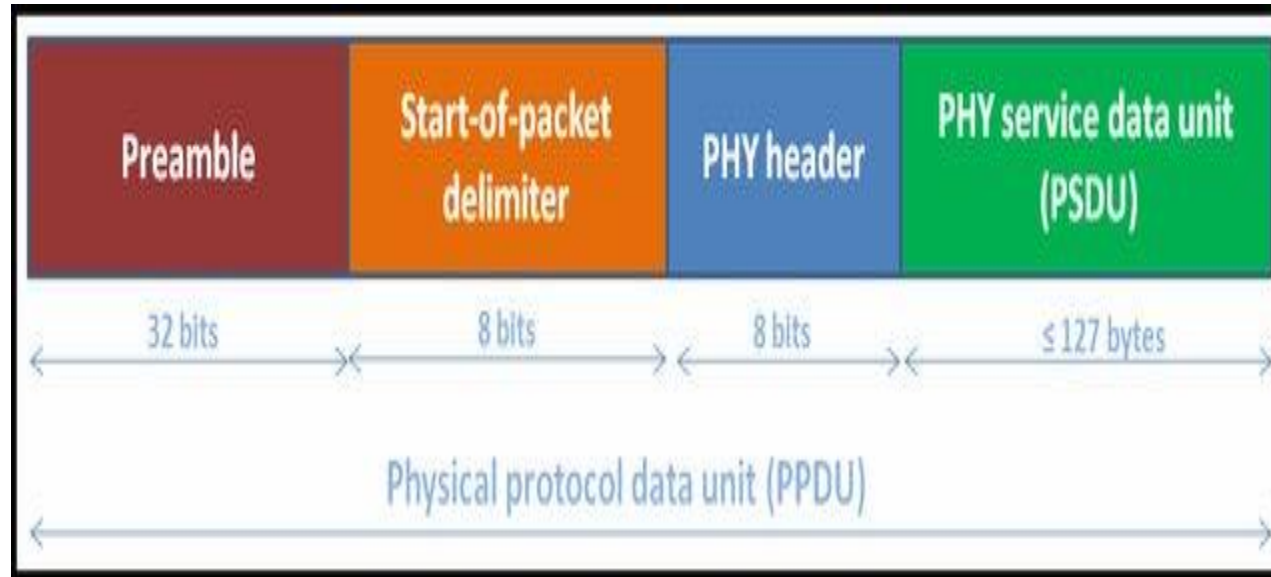 Preamble
Start-of-packet
delimiter
PHY header
PHY service data unit
(PSDU)
32 bits
8 bits
8 bits
≤ 127 bytes
Physical protocol data unit (PPDU)